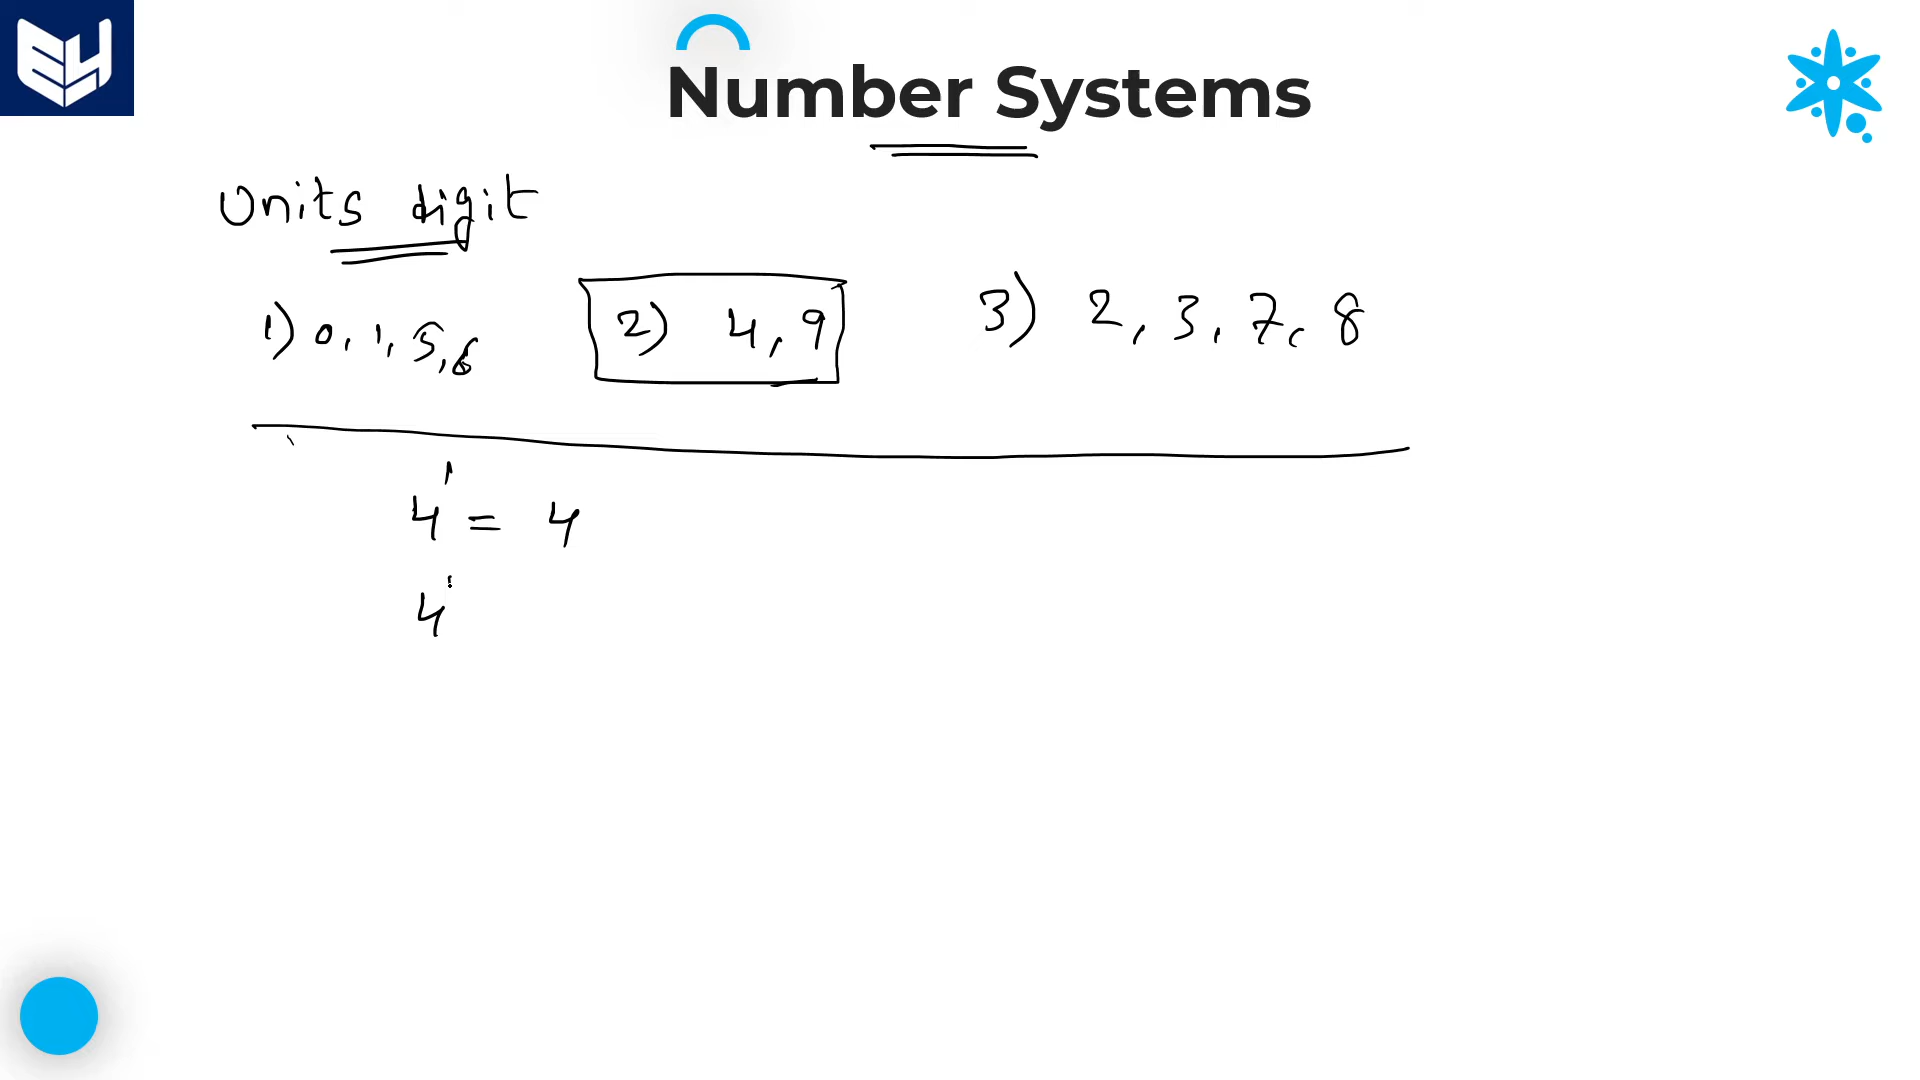 Number Systems
Units digit
1) 0, 1, 5, 6
2) 4, 9
3) 2, 3, 7, 8
4¹ = 4
4